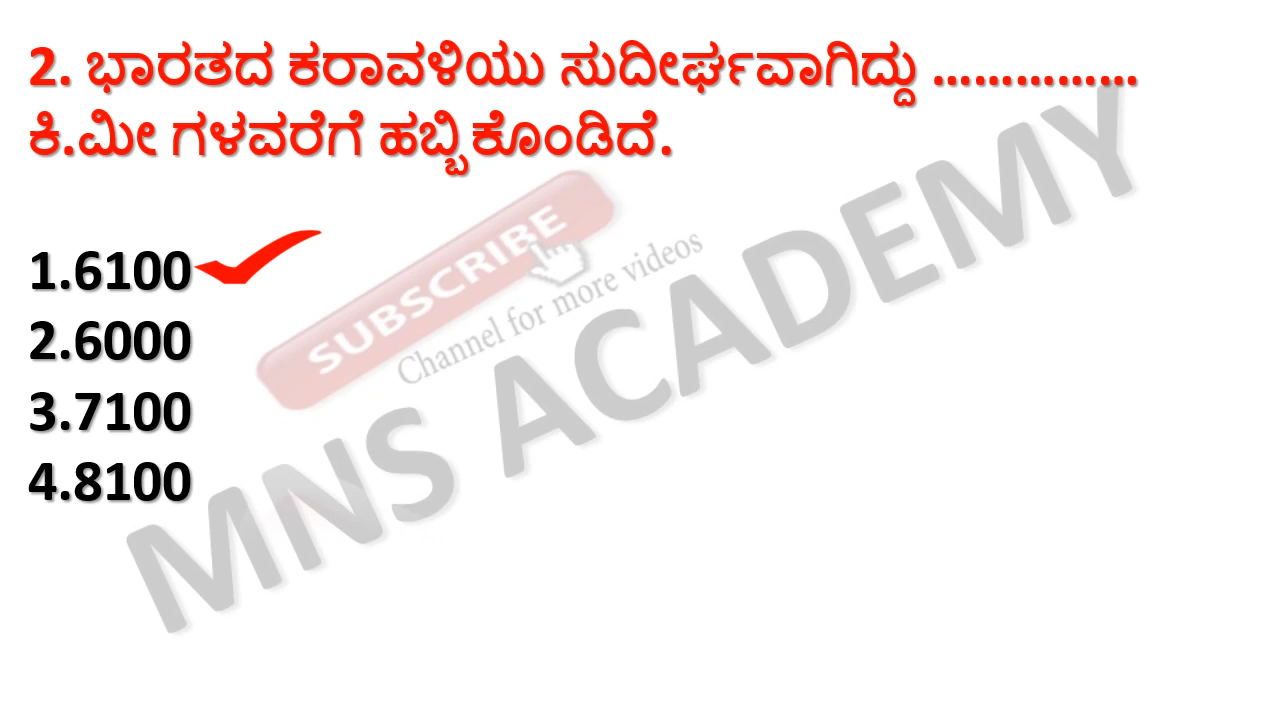 2. ಭಾರತದ ಕರಾವಳಿಯು ಸುದೀರ್ಘವಾಗಿದ್ದು ...............
ಕಿ.ಮೀ ಗಳವರೆಗೆ ಹಬ್ಬಿಕೊಂಡಿದೆ.
1.6100
2.6000
3.7100
4.8100
SUBSCRIBE
Channel for more videos
MNS ACADEMY